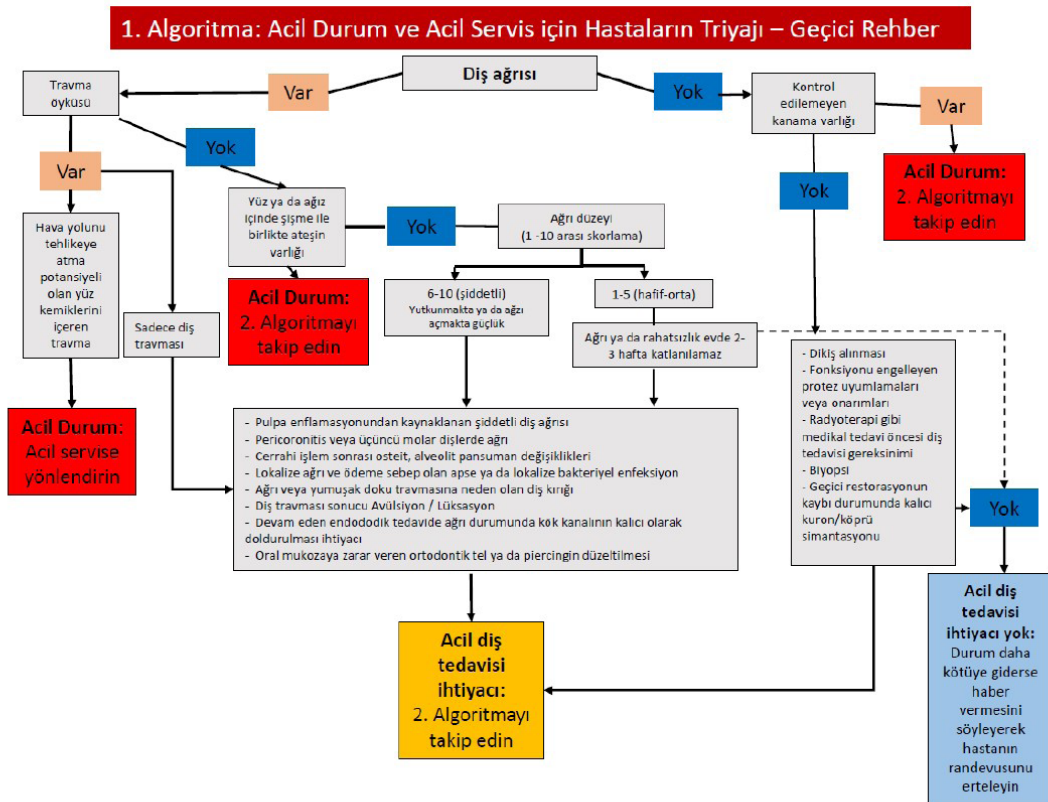 1. Algoritma: Acil Durum ve Acil Servis için Hastaların Triyajı – Geçici Rehber
Diş ağrısı
Var
Yok
Travma
öyküsü
Kontrol
edilemeyen
kanama varlığı
Var
Yok
Var
Yok
Acil Durum:
2. Algoritmayı
takip edin
Hava yolunu
tehlikeye
atma
potansiyeli
olan yüz
kemiklerini
içeren
travma
Yüz ya da ağız
içinde şişme ile
birlikte ateşin
varlığı
Yok
Ağrı düzeyi
(1 -10 arası skorlama)
Acil Durum:
2. Algoritmayı
takip edin
6-10 (şiddetli)
Yutkunmakta ya da ağzı
açmakta güçlük
1-5 (hafif-orta)
Sadece diş
travması
Ağrı ya da rahatsızlık evde 2-
3 hafta katlanılamaz
- Dikiş alınması
- Fonksiyonu engelleyen
protez uyumlamaları
veya onarımları
- Radyoterapi gibi
medikal tedavi öncesi diş
tedavisi gereksinimi
- Biyopsi
- Geçici restorasyonun
kaybı durumunda kalıcı
kuron/köprü
simantasyonu
Acil Durum:
Acil servise
yönlendirin
- Pulpa enflamasyonundan kaynaklanan şiddetli diş ağrısı
- Pericoronitis veya üçüncü molar dişlerde ağrı
- Cerrahi işlem sonrası osteit, alveolit pansuman değişiklikleri
- Lokalize ağrı ve ödeme sebep olan apse ya da lokalize bakteriyel enfeksiyon
- Ağrı veya yumuşak doku travmasına neden olan diş kırığı
- Diş travması sonucu Avülsiyon / Lüksasyon
- Devam eden endododik tedavide ağrı durumunda kök kanalının kalıcı olarak
doldurulması ihtiyacı
- Oral mukozaya zarar veren ortodontik tel ya da piercingin düzeltilmesi
Yok
Acil diş
tedavisi
ihtiyacı:
2. Algoritmayı
takip edin
Acil diş
tedavisi
ihtiyacı yok:
Durum daha
kötüye giderse
haber
vermesini
söyleyerek
hastanın
randevusunu
erteleyin